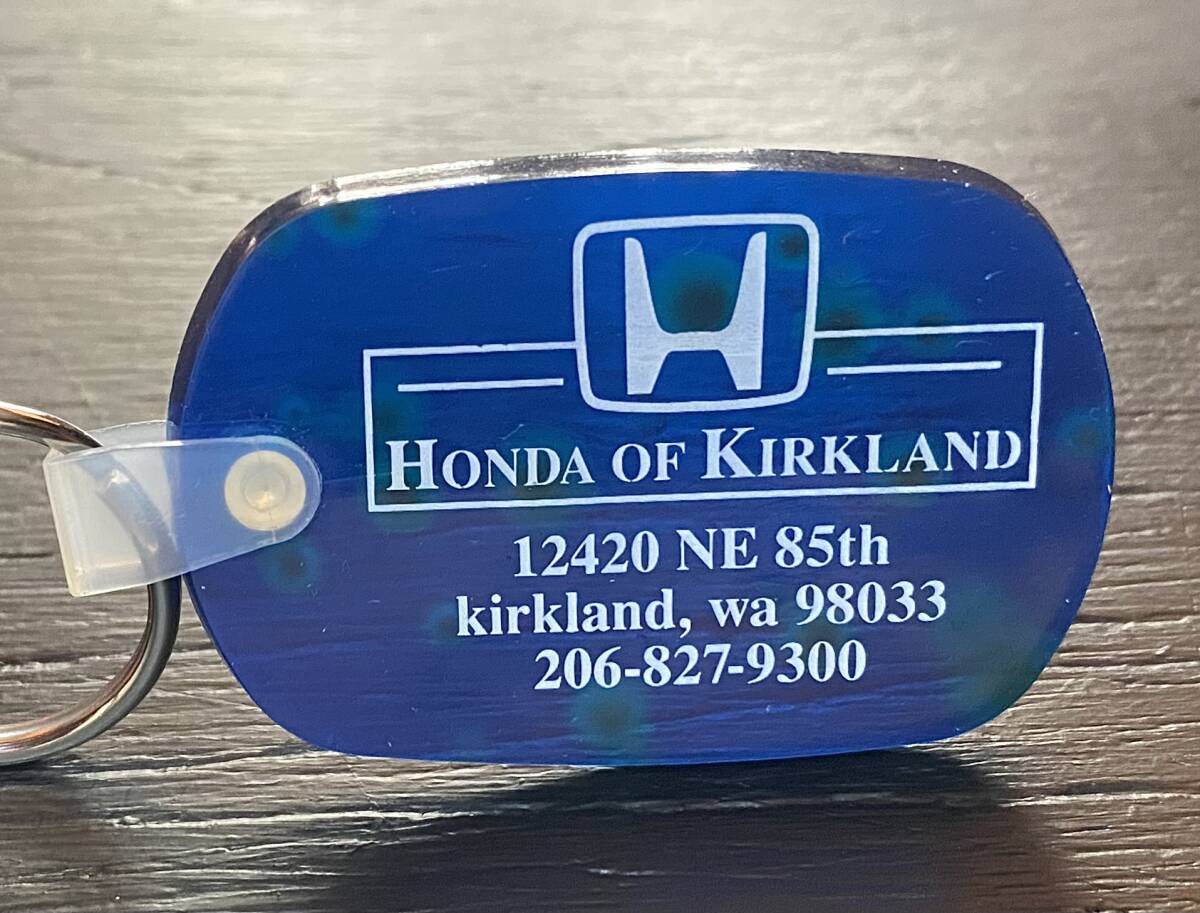 HONDA OF KIRKLAND
12420 NE 85th
kirkland, wa 98033
206-827-9300